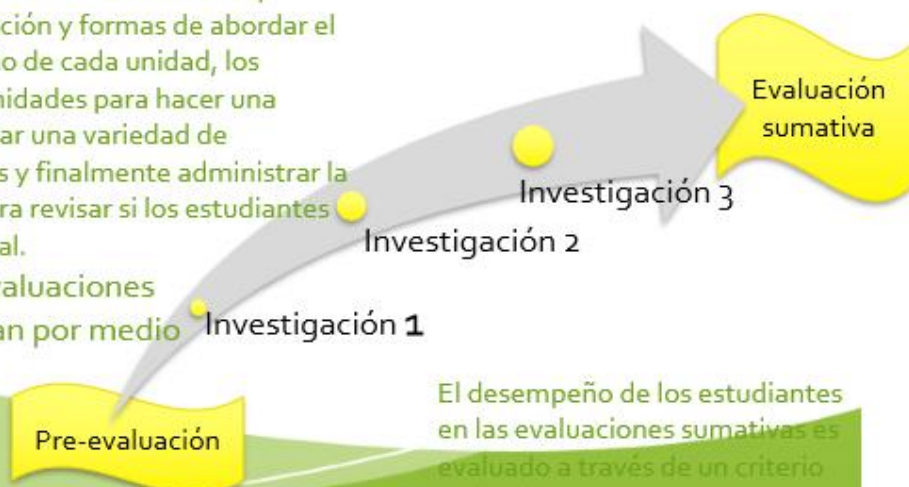 ción y formas de abordar el
o de cada unidad, los
nidades para hacer una
ar una variedad de
s y finalmente administrar la
ra revisar si los estudiantes
al.
valuaciones
an por medio
Evaluación
sumativa
Investigación 3
Investigación 2
Investigación 1
Pre-evaluación
El desempeño de los estudiantes
en las evaluaciones sumativas es
evaluado a través de un criterio